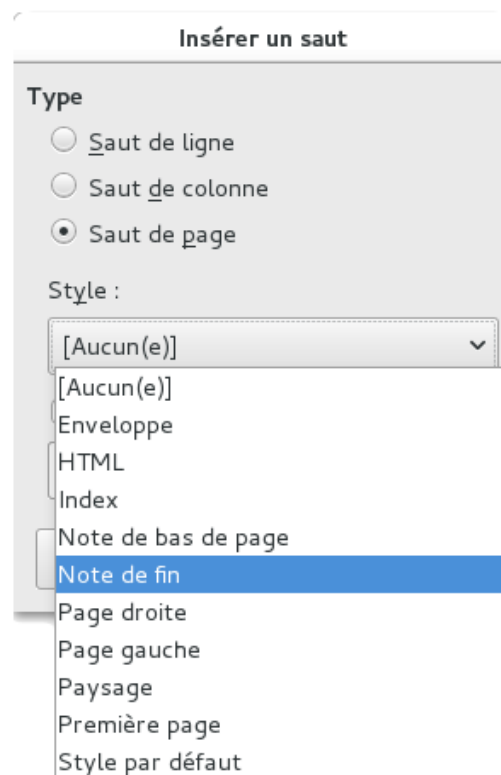 Insérer un saut
Type
Saut de ligne
Saut de colonne
Saut de page
Style :
[Aucun(e)]
[Aucun(e)]
Enveloppe
HTML
Index
Note de bas de page
Note de fin
Page droite
Page gauche
Paysage
Première page
Style par défaut